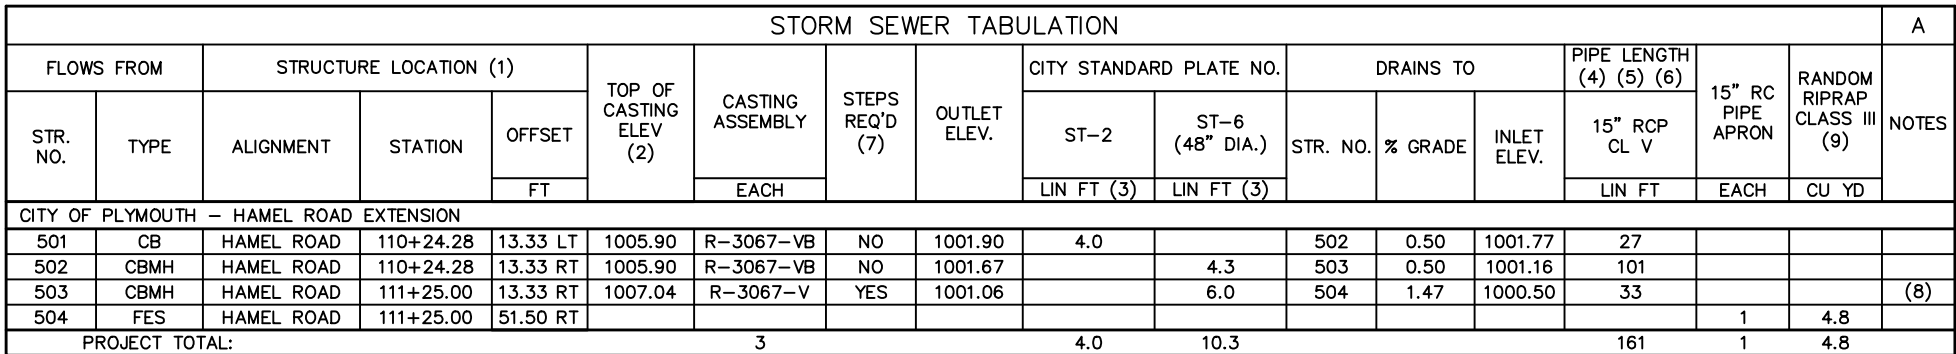 STORM SEWER TABULATION A
FLOWS FROM STRUCTURE LOCATION (1) TOP OF CASTING ELEV (2) CASTING ASSEMBLY STEPS REQ'D (7) OUTLET ELEV. CITY STANDARD PLATE NO. DRAINS TO PIPE LENGTH (4) (5) (6) 15" RC PIPE APRON RANDOM RIPRAP CLASS III (9) NOTES
STR. NO. TYPE ALIGNMENT STATION OFFSET ST-2 ST-6 (48" DIA.) STR. NO. % GRADE INLET ELEV. 15" RCP CL V
FT EACH LIN FT (3) LIN FT (3) LIN FT EACH CU YD
CITY OF PLYMOUTH - HAMEL ROAD EXTENSION
501 CB HAMEL ROAD 110+24.28 13.33 LT 1005.90 R-3067-VB NO 1001.90 4.0 502 0.50 1001.77 27
502 CBMH HAMEL ROAD 110+24.28 13.33 RT 1005.90 R-3067-VB NO 1001.67 4.3 503 0.50 1001.16 101
503 CBMH HAMEL ROAD 111+25.00 13.33 RT 1007.04 R-3067-V YES 1001.06 6.0 504 1.47 1000.50 33 (8)
504 FES HAMEL ROAD 111+25.00 51.50 RT 1 4.8
PROJECT TOTAL: 3 4.0 10.3 161 1 4.8